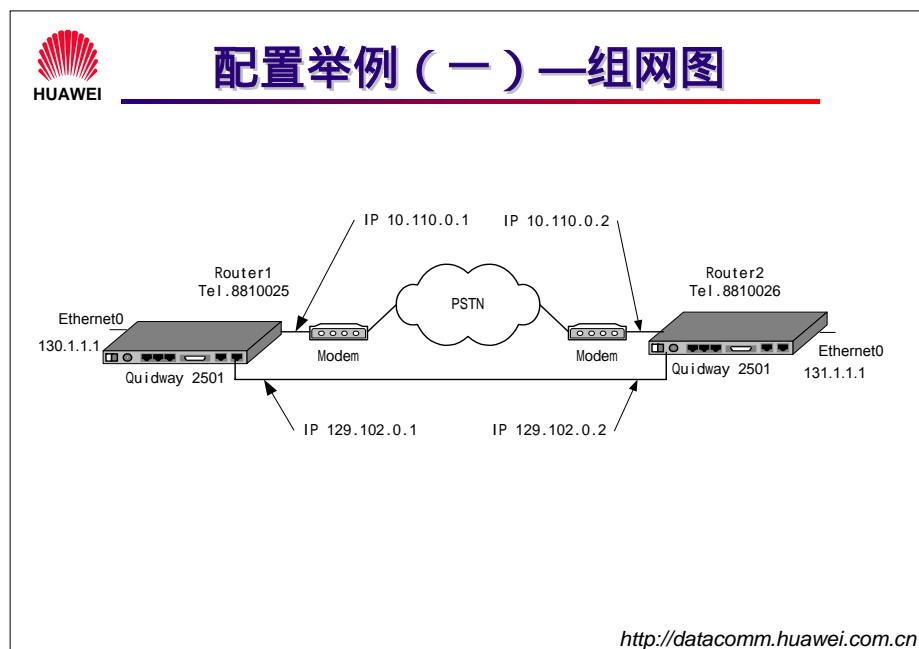 HUAWEI
配置举例（一）—组网图
IP 10.110.0.1
IP 10.110.0.2
Router1
Tel.8810025
PSTN
Router2
Tel.8810026
Ethernet0
130.1.1.1
Modem
Modem
Ethernet0
131.1.1.1
Quidway 2501
Quidway 2501
IP 129.102.0.1
IP 129.102.0.2
http://datacomm.huawei.com.cn